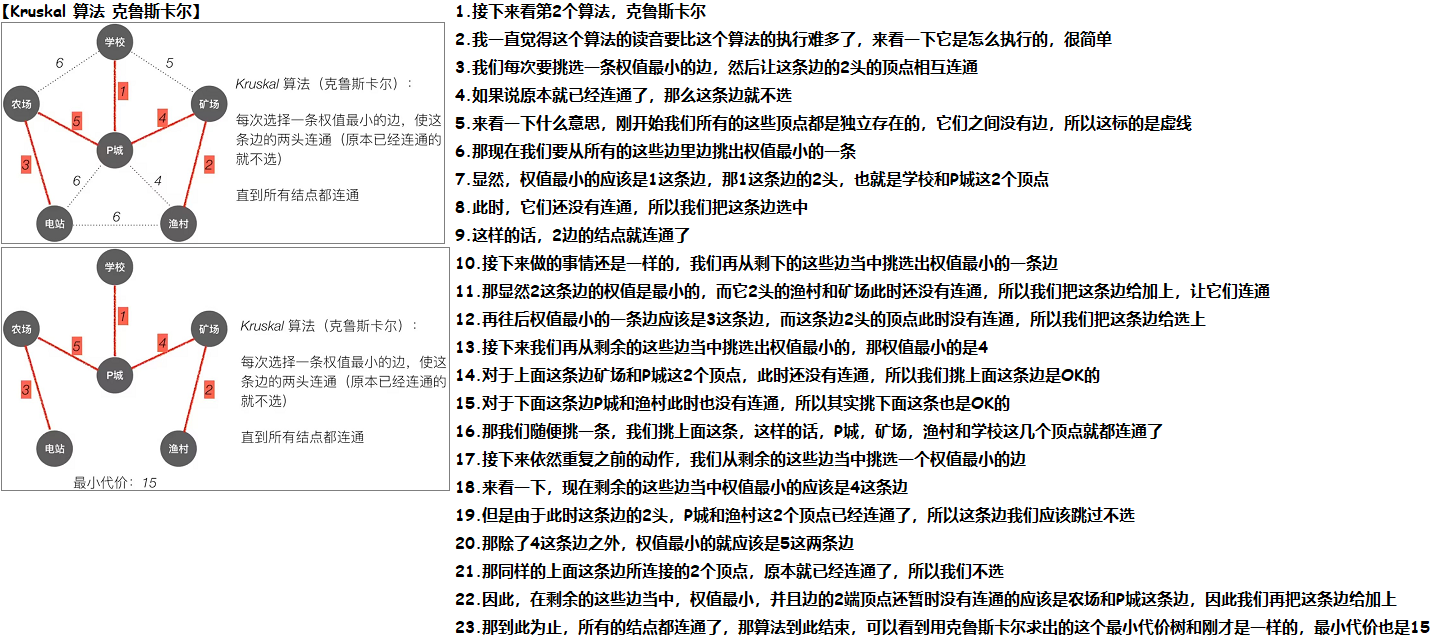 【Kruskal 算法 克鲁斯卡尔】
学校
6
5
农场
1
矿场
5
4
P城
3
2
6
4
电站
6
渔村
Kruskal 算法（克鲁斯卡尔）：
每次选择一条权值最小的边，使这
条边的两头连通（原本已经连通的
就不选）
直到所有结点都连通
学校
农场
1
矿场
5
4
P城
3
2
电站
渔村
最小代价：15
Kruskal 算法（克鲁斯卡尔）：
每次选择一条权值最小的边，使这
条边的两头连通（原本已经连通的
就不选）
直到所有结点都连通
1.接下来看第2个算法，克鲁斯卡尔
2.我一直觉得这个算法的读音要比这个算法的执行难多了，来看一下它是怎么执行的，很简单
3.我们每次要挑选一条权值最小的边，然后让这条边的2头的顶点相互连通
4.如果说原本就已经连通了，那么这条边就不选
5.来看一下什么意思，刚开始我们所有的这些顶点都是独立存在的，它们之间没有边，所以这标的是虚线
6.那现在我们要从所有的这些边里边挑出权值最小的一条
7.显然，权值最小的应该是1这条边，那1这条边的2头，也就是学校和P城这2个顶点
8.此时，它们还没有连通，所以我们把这条边选中
9.这样的话，2边的结点就连通了
10.接下来做的事情还是一样的，我们再从剩下的这些边当中挑选出权值最小的一条边
11.那显然2这条边的权值是最小的，而它2头的渔村和矿场此时还没有连通，所以我们把这条边给加上，让它们连通
12.再往后权值最小的一条边应该是3这条边，而这条边2头的顶点此时没有连通，所以我们把这条边给选上
13.接下来我们再从剩余的这些边当中挑选出权值最小的，那权值最小的是4
14.对于上面这条边矿场和P城这2个顶点，此时还没有连通，所以我们挑上面这条边是OK的
15.对于下面这条边P城和渔村此时也没有连通，所以其实挑下面这条也是OK的
16.那我们随便挑一条，我们挑上面这条，这样的话，P城，矿场，渔村和学校这几个顶点就都连通了
17.接下来依然重复之前的动作，我们从剩余的这些边当中挑选一个权值最小的边
18.来看一下，现在剩余的这些边当中权值最小的应该是4这条边
19.但是由于此时这条边的2头，P城和渔村这2个顶点已经连通了，所以这条边我们应该跳过不选
20.那除了4这条边之外，权值最小的就应该是5这两条边
21.那同样的上面这条边所连接的2个顶点，原本就已经连通了，所以我们不选
22.因此，在剩余的这些边当中，权值最小，并且边的2端顶点还暂时没有连通的应该是农场和P城这条边，因此我们再把这条边给加上
23.那到此为止，所有的结点都连通了，那算法到此结束，可以看到用克鲁斯卡尔求出的这个最小代价树和刚才是一样的，最小代价也是15